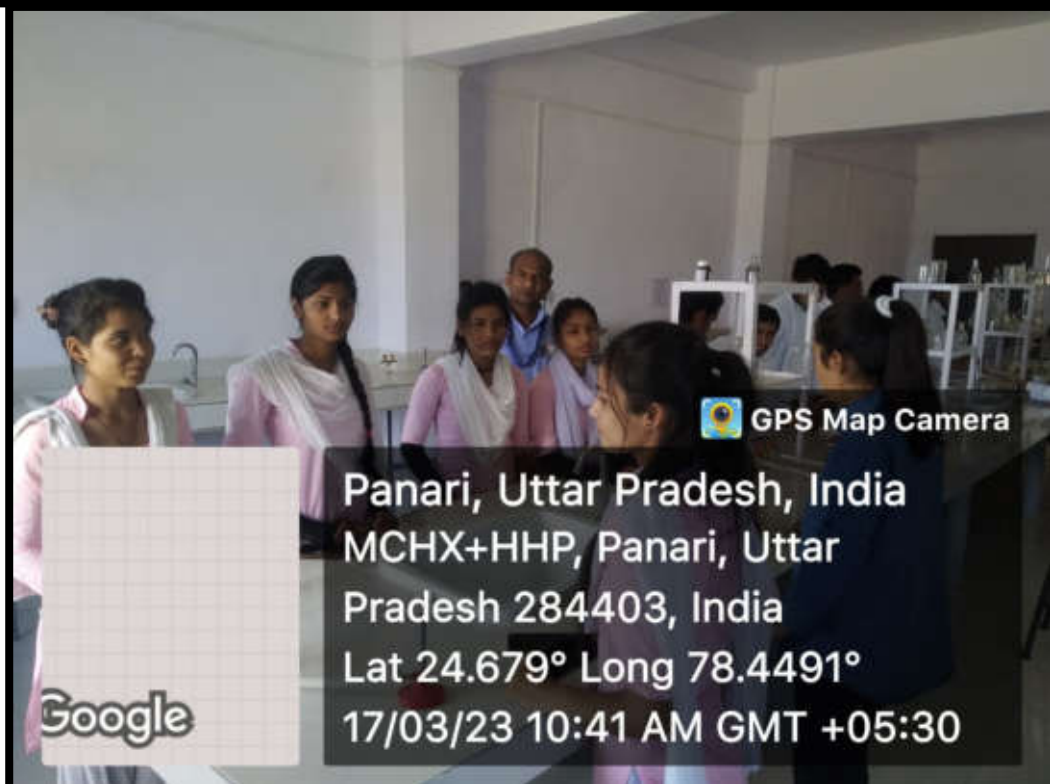 GPS Map Camera
Panari, Uttar Pradesh, India
MCHX+HHP, Panari, Uttar
Pradesh 284403, India
Lat 24.679° Long 78.4491°
17/03/23 10:41 AM GMT +05:30
Google